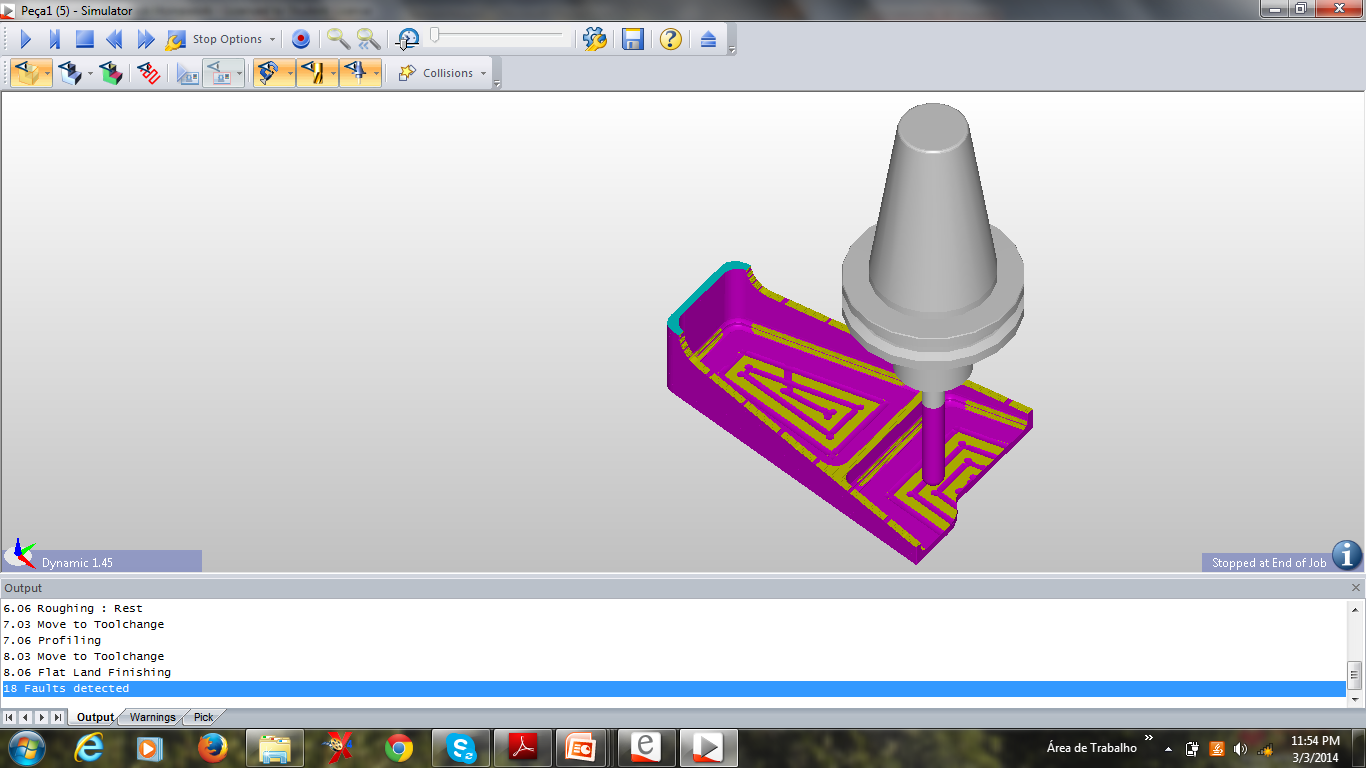 Peça1 (5) - Simulator
Stop Options
Collisions
Dynamic 1.45
Stopped at End of Job
Output
6.06 Roughing : Rest
7.03 Move to Toolchange
7.06 Profiling
8.03 Move to Toolchange
8.06 Flat Land Finishing
18 Faults detected
Output Warnings Pick
Área de Trabalho
11:54 PM
3/3/2014